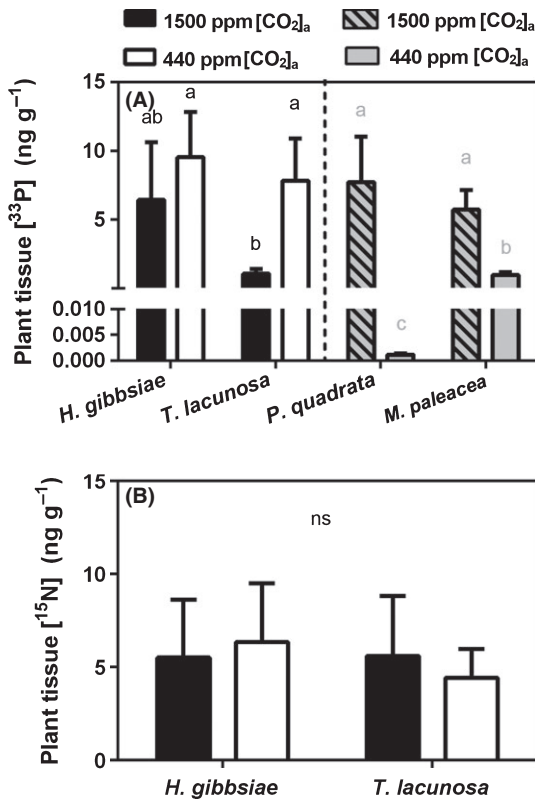 1500 ppm [CO₂]ₐ 1500 ppm [CO₂]ₐ
440 ppm [CO₂]ₐ 440 ppm [CO₂]ₐ
Plant tissue [³³P] (ng g⁻¹)
15
10
5
0.010
0.005
0.000
(A)
ab
a
b
a
a
c
a
b
H. gibbsiae
T. lacunosa
P. quadrata
M. paleacea
Plant tissue [¹⁵N] (ng g⁻¹)
15
10
5
0
(B)
ns
H. gibbsiae T. lacunosa